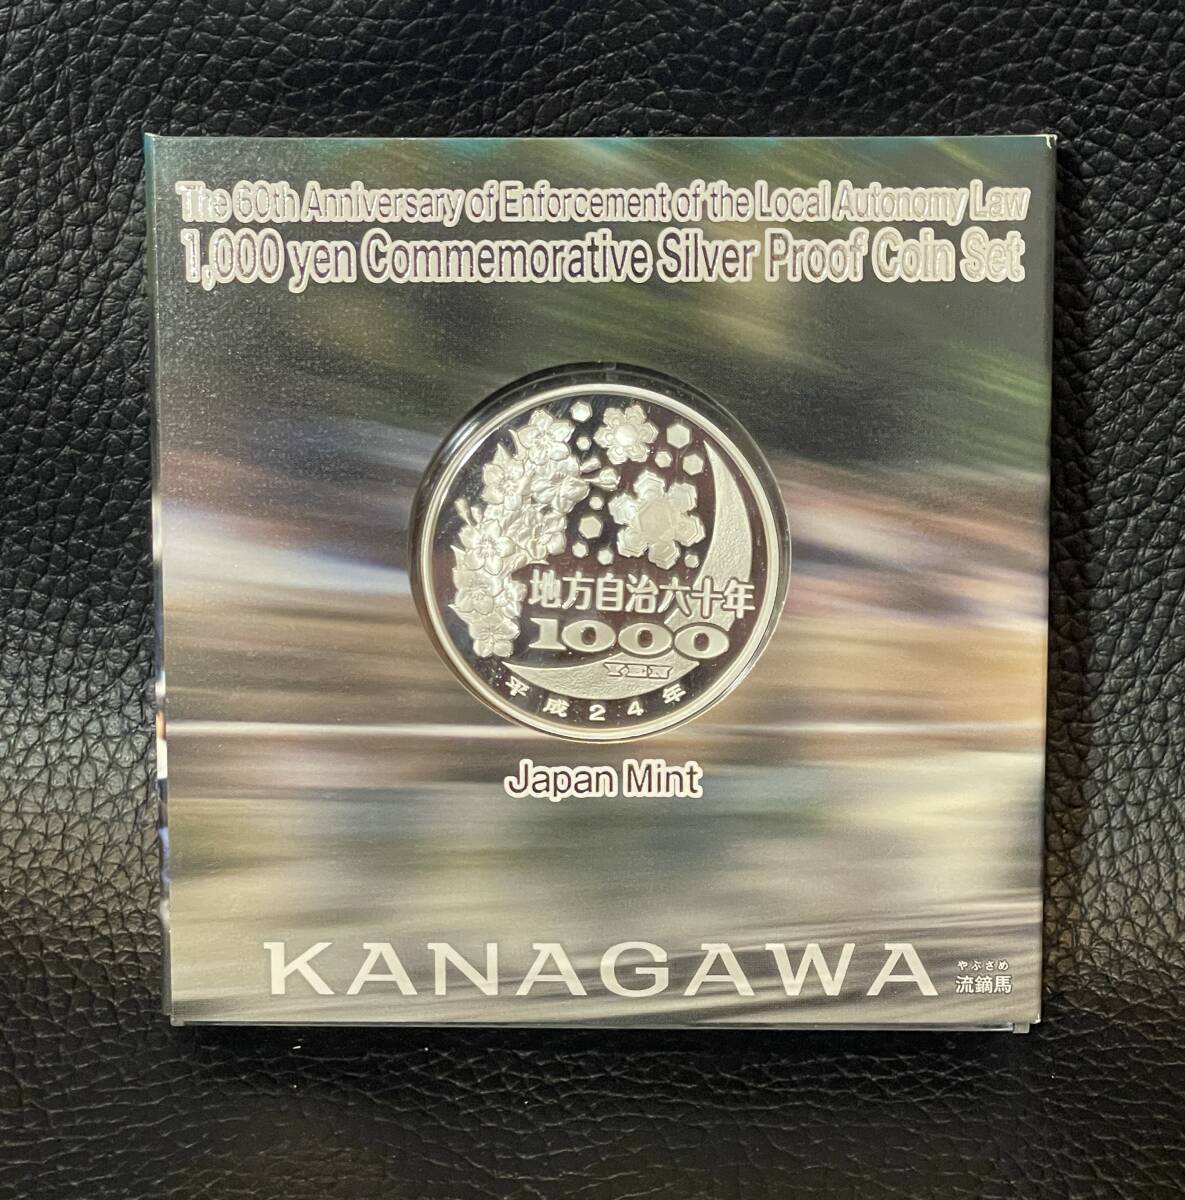 The 60th Anniversary of Enforcement of the Local Autonomy Law
1,000 yen Commemorative Silver Proof Coin Set
地方自治六十年
1000
YEN
平成24年
Japan Mint
KANAGAWA
やぶさめ
流鏑馬